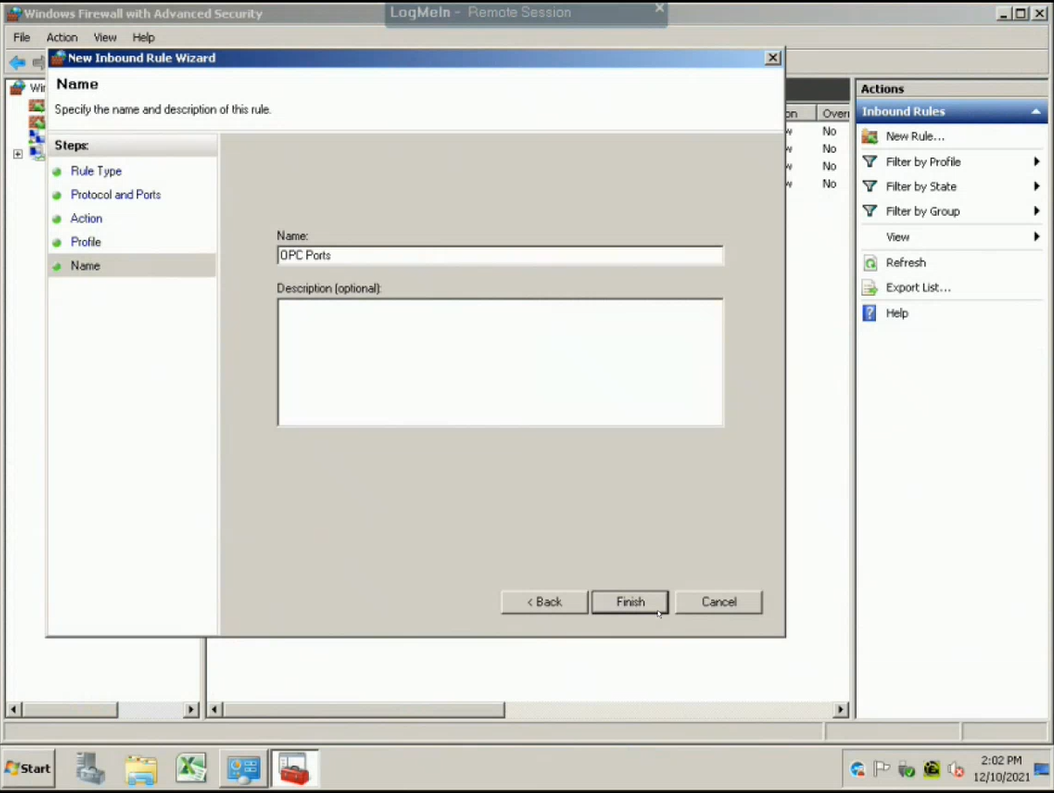 Windows Firewall with Advanced Security
LogMeIn - Remote Session
File Action View Help
New Inbound Rule Wizard
Name
Specify the name and description of this rule.
Steps:
Rule Type
Protocol and Ports
Action
Profile
Name
Name:
OPC Ports
Description (optional):
< Back
Finish
Cancel
No
No
No
No
Actions
Inbound Rules
New Rule...
Filter by Profile
Filter by State
Filter by Group
View
Refresh
Export List...
Help
Start
2:02 PM
12/10/2021